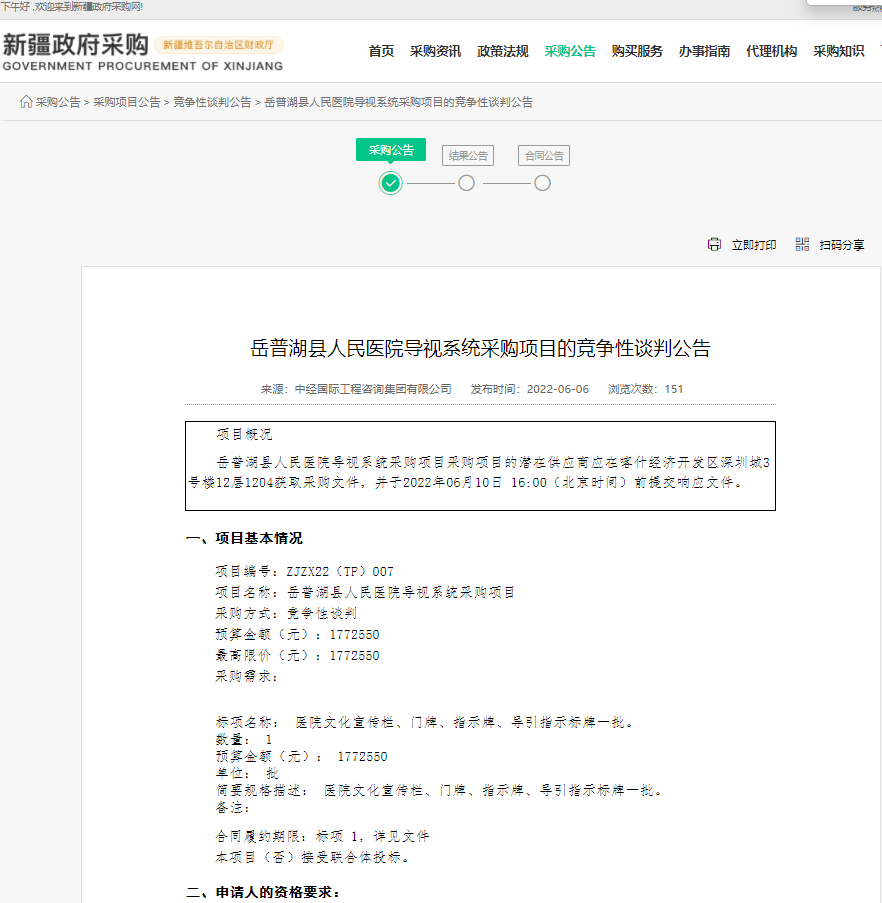 下午好 ,欢迎来到新疆政府采购网!
新疆政府采购 新疆维吾尔自治区财政厅
GOVERNMENT PROCUREMENT OF XINJIANG
首页 采购资讯 政策法规 采购公告 购买服务 办事指南 代理机构 采购知识
采购公告 > 采购项目公告 > 竞争性谈判公告 > 岳普湖县人民医院导视系统采购项目的竞争性谈判公告
采购公告 结果公告 合同公告
立即打印 扫码分享
岳普湖县人民医院导视系统采购项目的竞争性谈判公告
来源：中经国际工程咨询集团有限公司 发布时间：2022-06-06 浏览次数：151
项目概况
岳普湖县人民医院导视系统采购项目采购项目的潜在供应商应在喀什经济开发区深圳城3
号楼12层1204获取采购文件，并于2022年06月10日 16:00（北京时间）前提交响应文件。
一、项目基本情况
项目编号：ZJZX22（TP）007
项目名称：岳普湖县人民医院导视系统采购项目
采购方式：竞争性谈判
预算金额（元）：1772550
最高限价（元）：1772550
采购需求：
标项名称： 医院文化宣传栏、门牌、指示牌、导引指示标牌一批。
数量： 1
预算金额（元）： 1772550
单位： 批
简要规格描述： 医院文化宣传栏、门牌、指示牌、导引指示标牌一批。
备注：
合同履约期限：标项 1，详见文件
本项目（否）接受联合体投标。
二、申请人的资格要求：